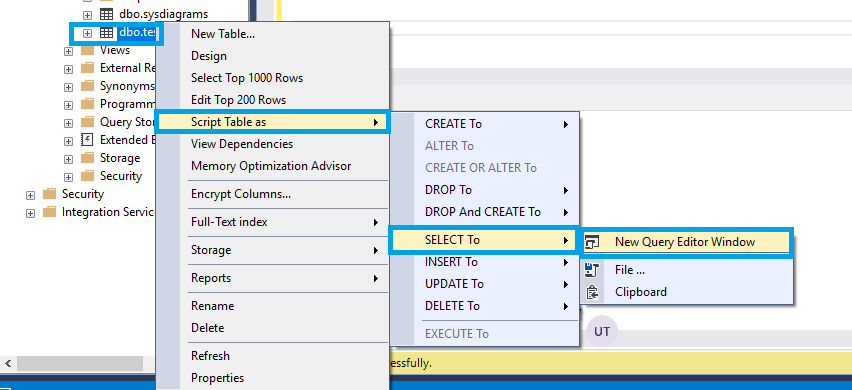 dbo.sysdiagrams
dbo.tes
Views
External Re
Synonyms
Programm
Query Sto
Extended E
Storage
Security
Security
Integration Service
New Table...
Design
Select Top 1000 Rows
Edit Top 200 Rows
Script Table as
View Dependencies
Memory Optimization Advisor
Encrypt Columns...
Full-Text index
Storage
Reports
Rename
Delete
Refresh
Properties
CREATE To
ALTER To
CREATE OR ALTER To
DROP To
DROP And CREATE To
SELECT To
INSERT To
UPDATE To
DELETE To
EXECUTE To
New Query Editor Window
File ...
Clipboard
UT
essfully.